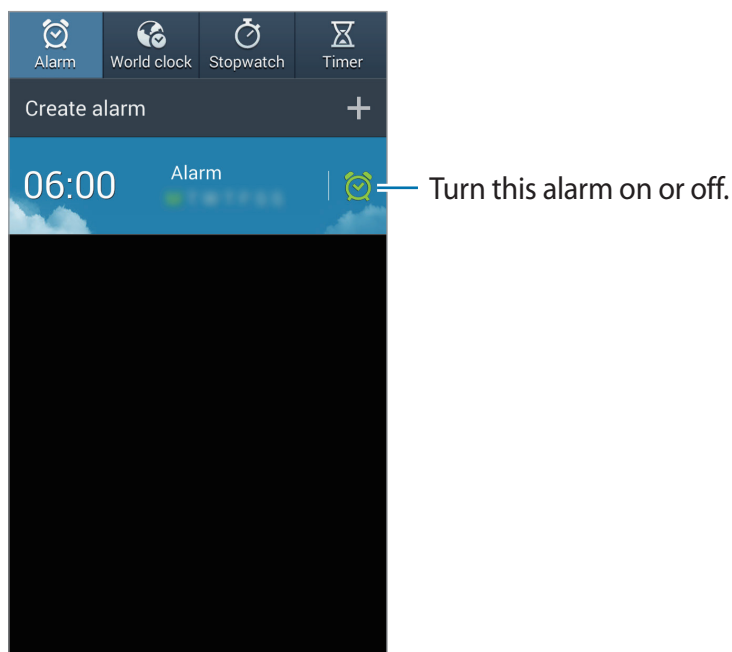 Alarm World clock Stopwatch Timer
Create alarm
06:00 Alarm
Turn this alarm on or off.